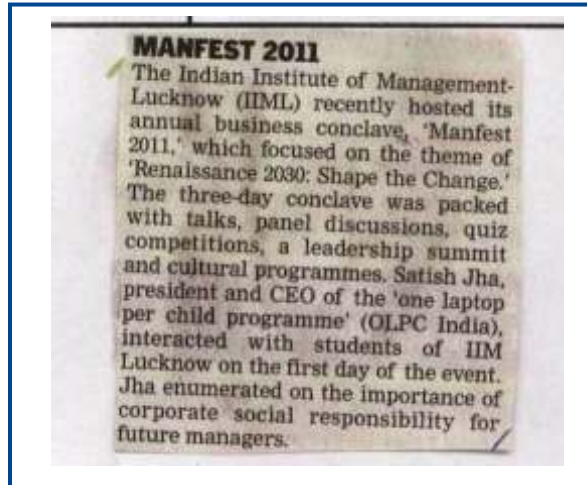 MANFEST 2011
The Indian Institute of Management-
Lucknow (IIML) recently hosted its
annual business conclave, 'Manfest
2011,' which focused on the theme of
'Renaissance 2030: Shape the Change.'
The three-day conclave was packed
with talks, panel discussions, quiz
competitions, a leadership summit
and cultural programmes. Satish Jha,
president and CEO of the 'one laptop
per child programme' (OLPC India),
interacted with students of IIM
Lucknow on the first day of the event.
Jha enumerated on the importance of
corporate social responsibility for
future managers.